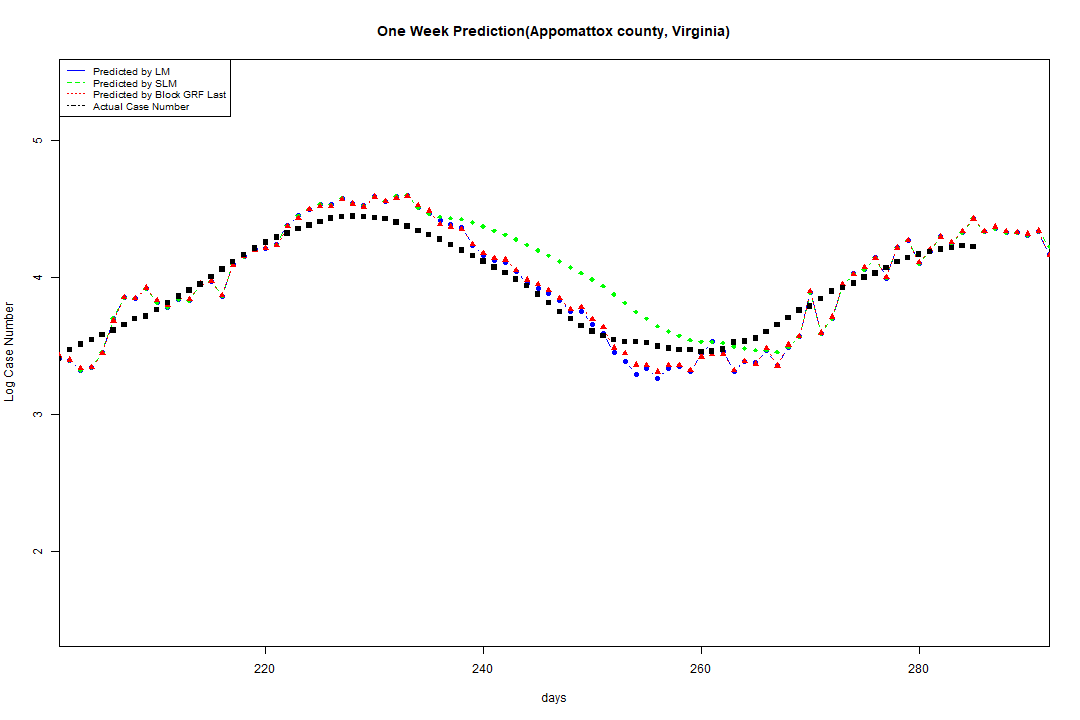 One Week Prediction(Appomattox county, Virginia)
Predicted by LM
Predicted by SLM
Predicted by Block GRF Last
Actual Case Number
5
4
3
2
Log Case Number
220 240 260 280
days